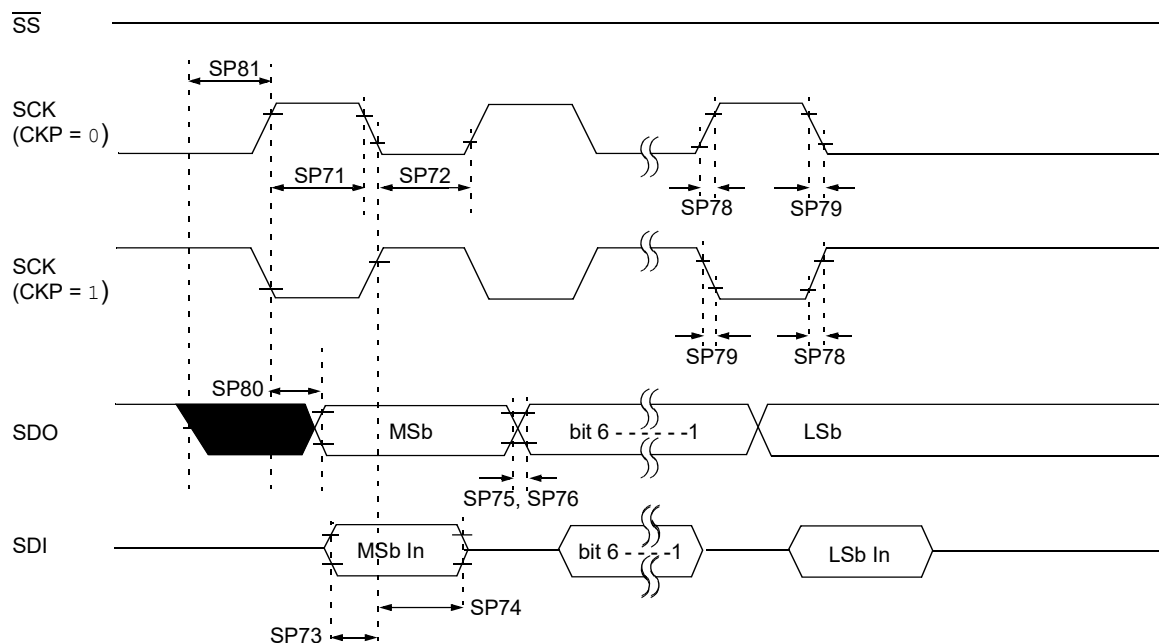 SS
SP81
SCK
(CKP = 0)
SP71
SP72
SP78
SP79
SCK
(CKP = 1)
SP79
SP78
SP80
SDO
MSb
bit 6 - - - - - -1
LSb
SP75, SP76
SDI
MSb In
bit 6 - - - -1
LSb In
SP74
SP73